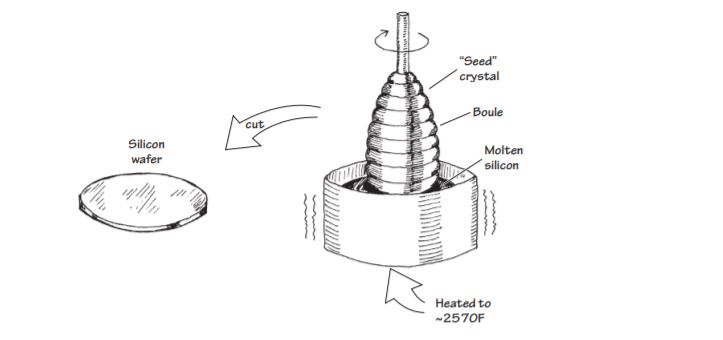 "Seed"
crystal
Boule
Molten
silicon
cut
Silicon
wafer
Heated to
~2570F